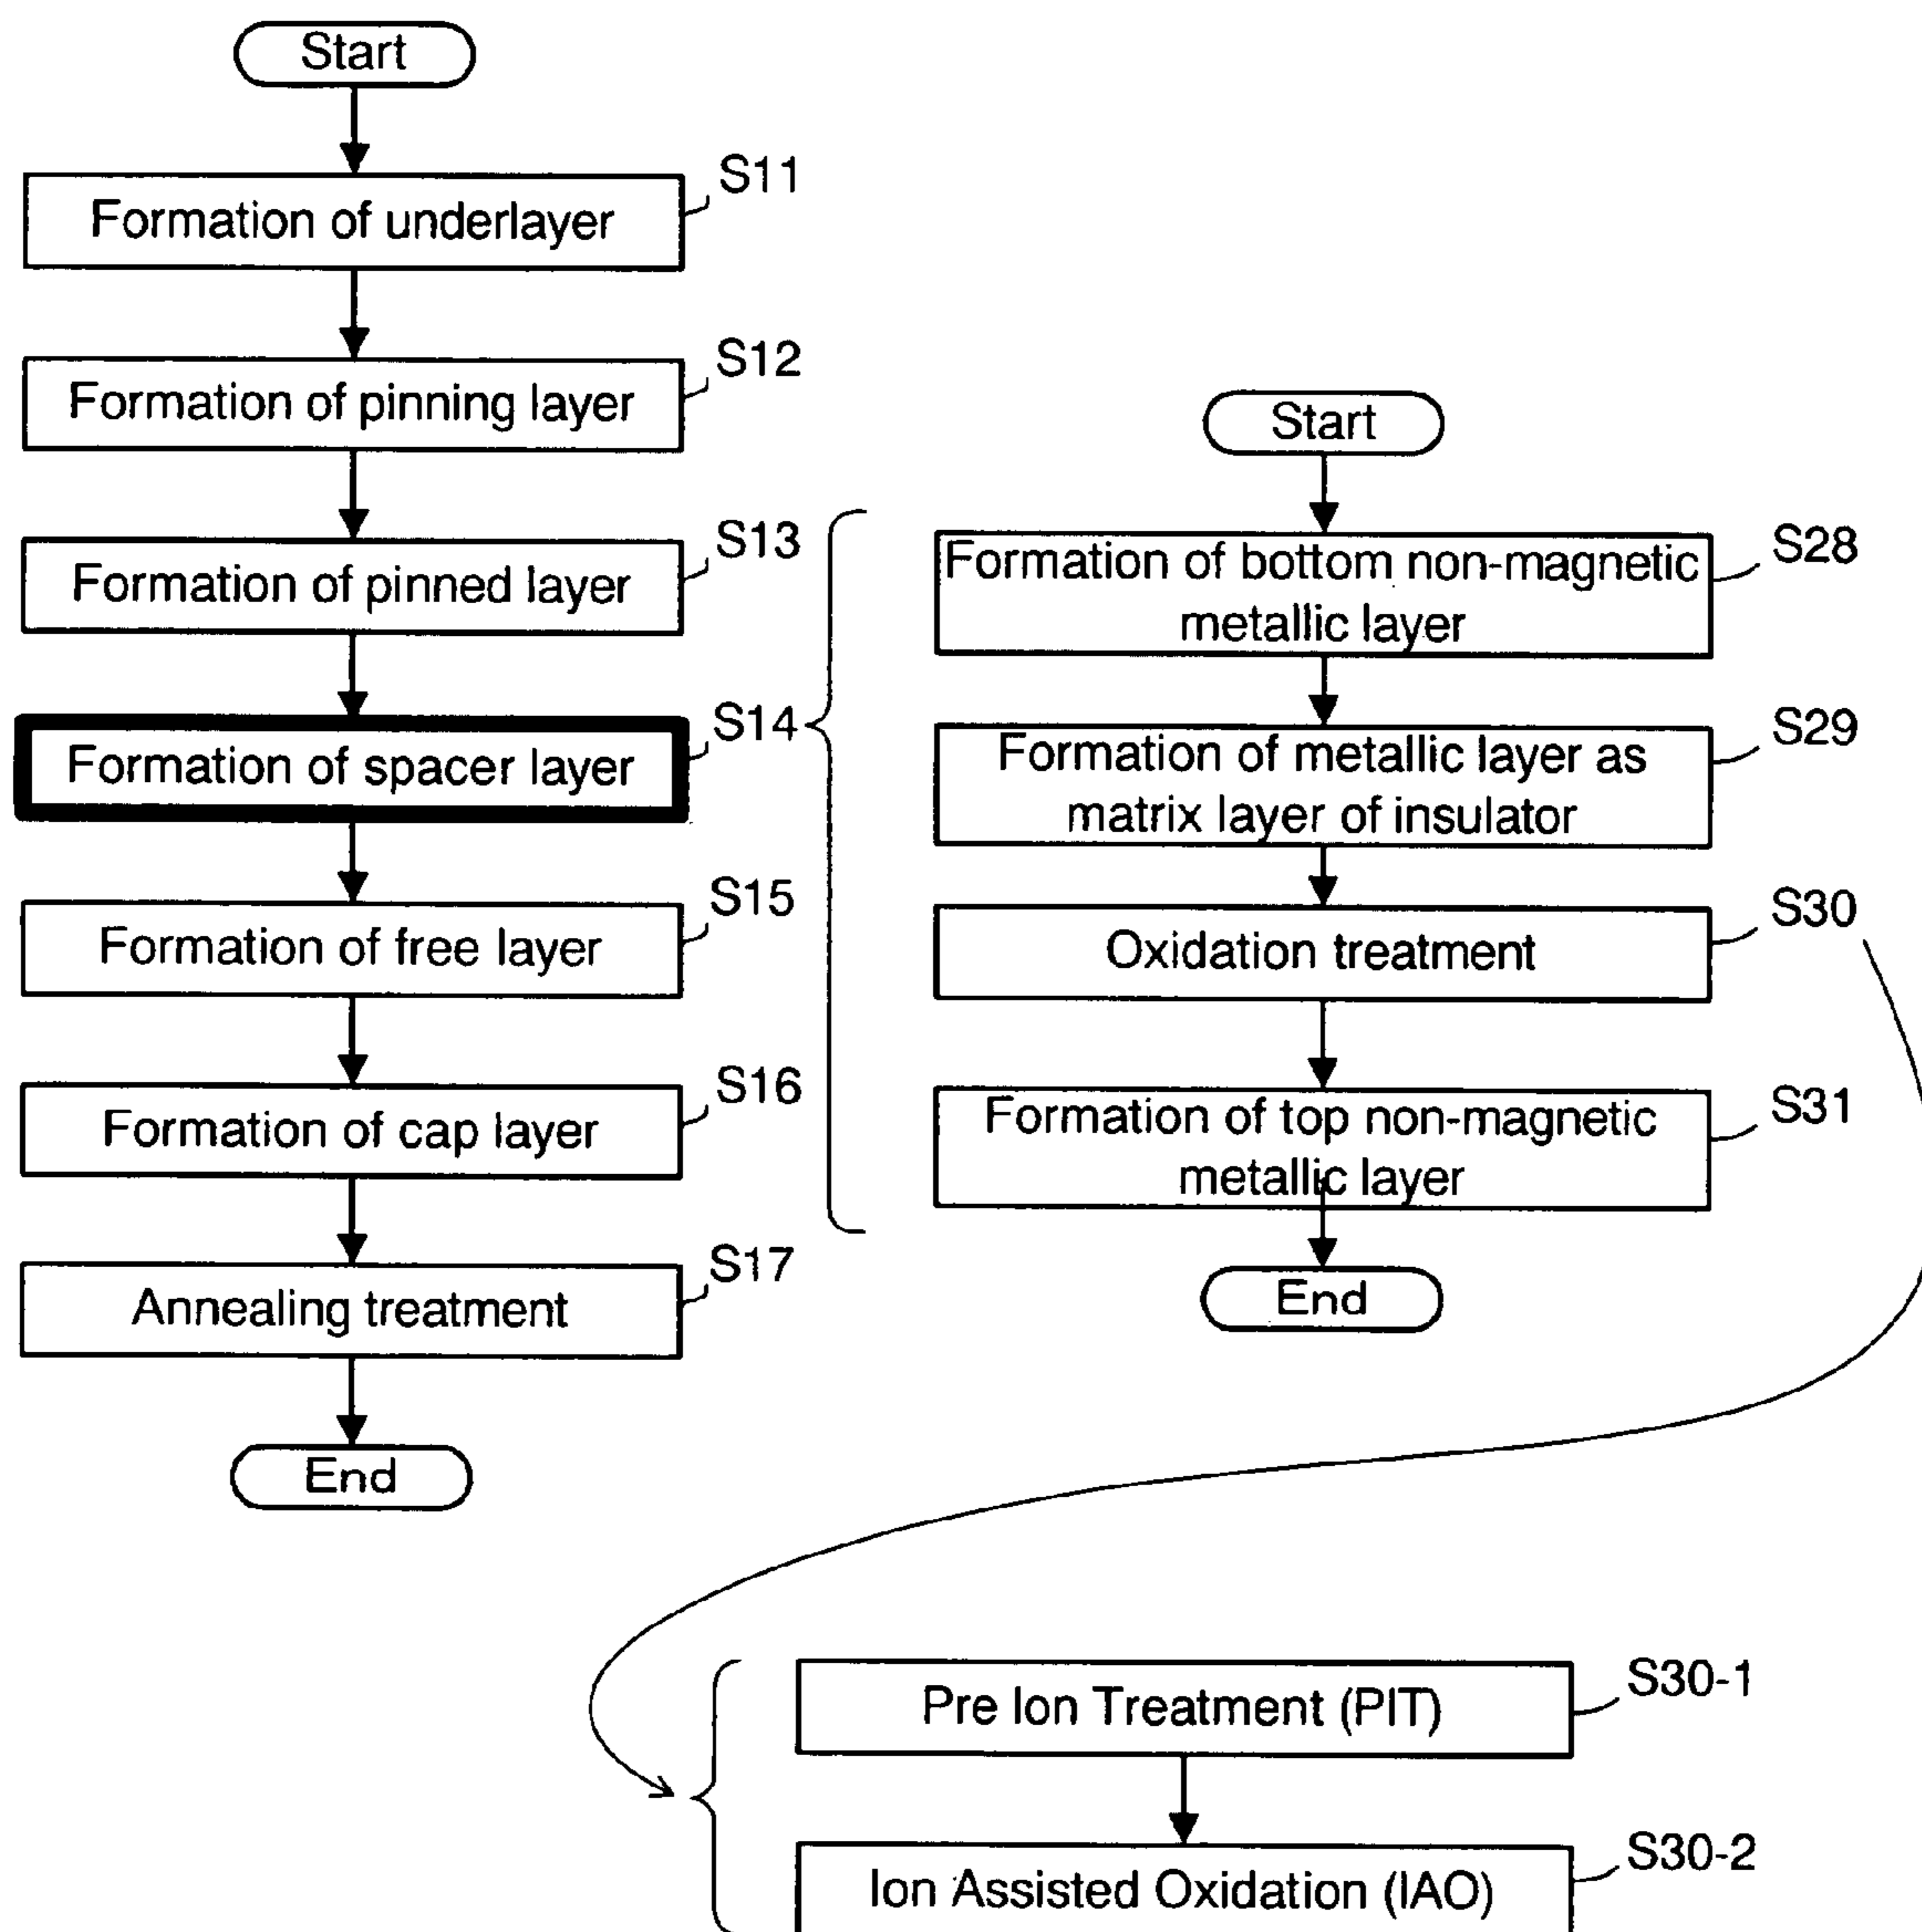 Start
Formation of underlayer
S11
Formation of pinning layer
S12
Formation of pinned layer
S13
Formation of spacer layer
S14
Formation of free layer
S15
Formation of cap layer
S16
Annealing treatment
S17
End
Start
Formation of bottom non-magnetic
metallic layer
S28
Formation of metallic layer as
matrix layer of insulator
S29
Oxidation treatment
S30
Formation of top non-magnetic
metallic layer
S31
End
Pre Ion Treatment (PIT)
S30-1
Ion Assisted Oxidation (IAO)
S30-2